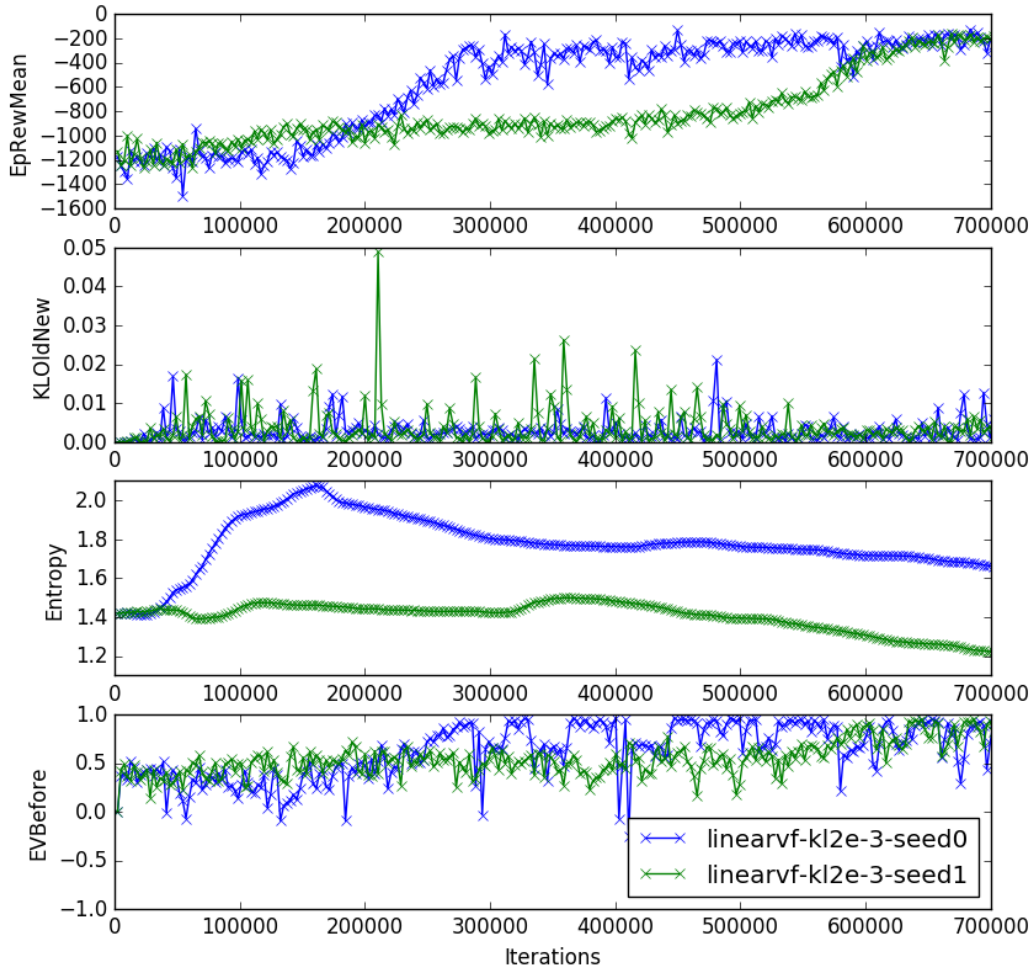 0
−200
−400
−600
−800
−1000
−1200
−1400
−1600
EpRewMean
0 100000 200000 300000 400000 500000 600000 700000
0.05
0.04
0.03
0.02
0.01
0.00
KLOldNew
0 100000 200000 300000 400000 500000 600000 700000
2.0
1.8
1.6
1.4
1.2
Entropy
0 100000 200000 300000 400000 500000 600000 700000
1.0
0.5
0.0
−0.5
−1.0
EVBefore
linearvf-kl2e-3-seed0
linearvf-kl2e-3-seed1
0 100000 200000 300000 400000 500000 600000 700000
Iterations